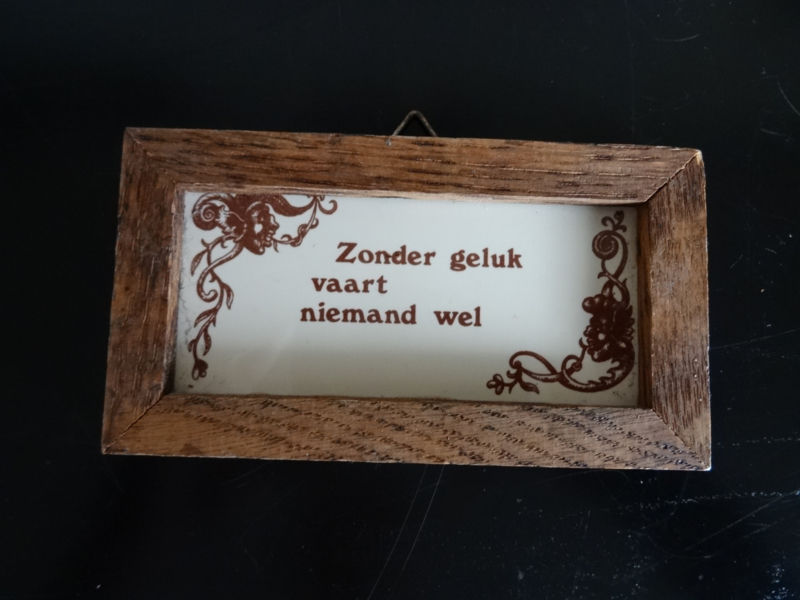 Zonder geluk
vaart
niemand wel